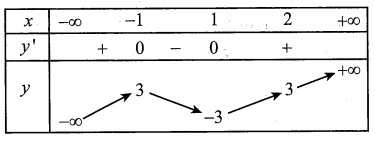 x −∞ −1 1 2 +∞
y' + 0 − 0 +
y −∞ 3 −3 3 +∞